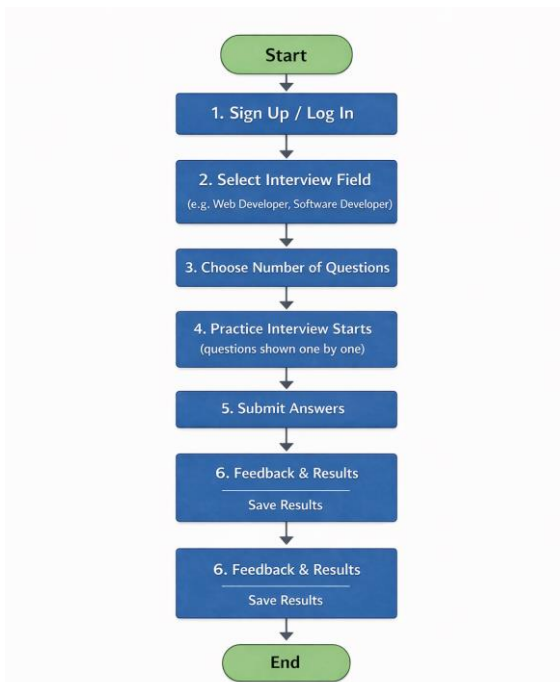 Start
1. Sign Up / Log In
2. Select Interview Field
(e.g. Web Developer, Software Developer)
3. Choose Number of Questions
4. Practice Interview Starts
(questions shown one by one)
5. Submit Answers
6. Feedback & Results
Save Results
6. Feedback & Results
Save Results
End